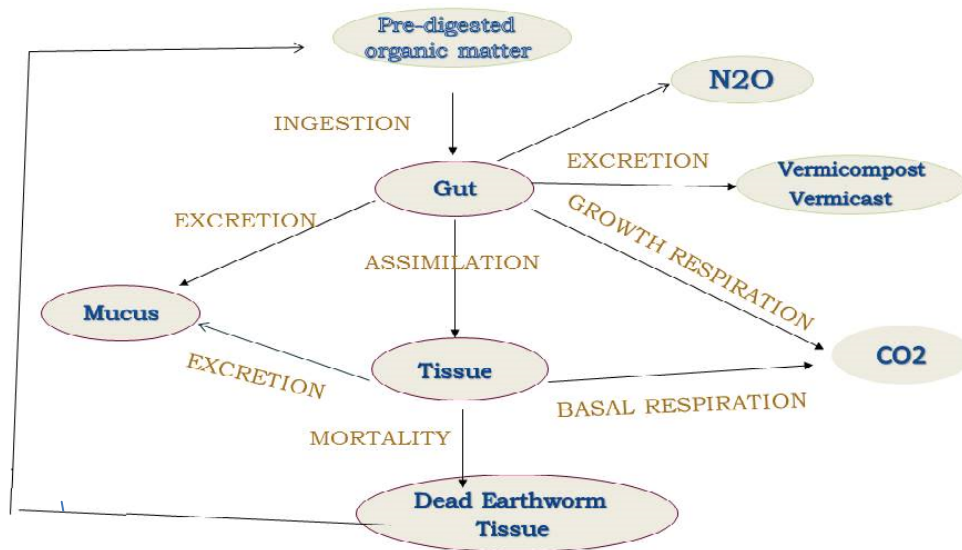 Pre-digested
organic matter
N2O
INGESTION
EXCRETION
Vermicompost
Vermicast
Gut
EXCRETION
GROWTH RESPIRATION
ASSIMILATION
Mucus
CO2
Tissue
EXCRETION
BASAL RESPIRATION
MORTALITY
Dead Earthworm
Tissue